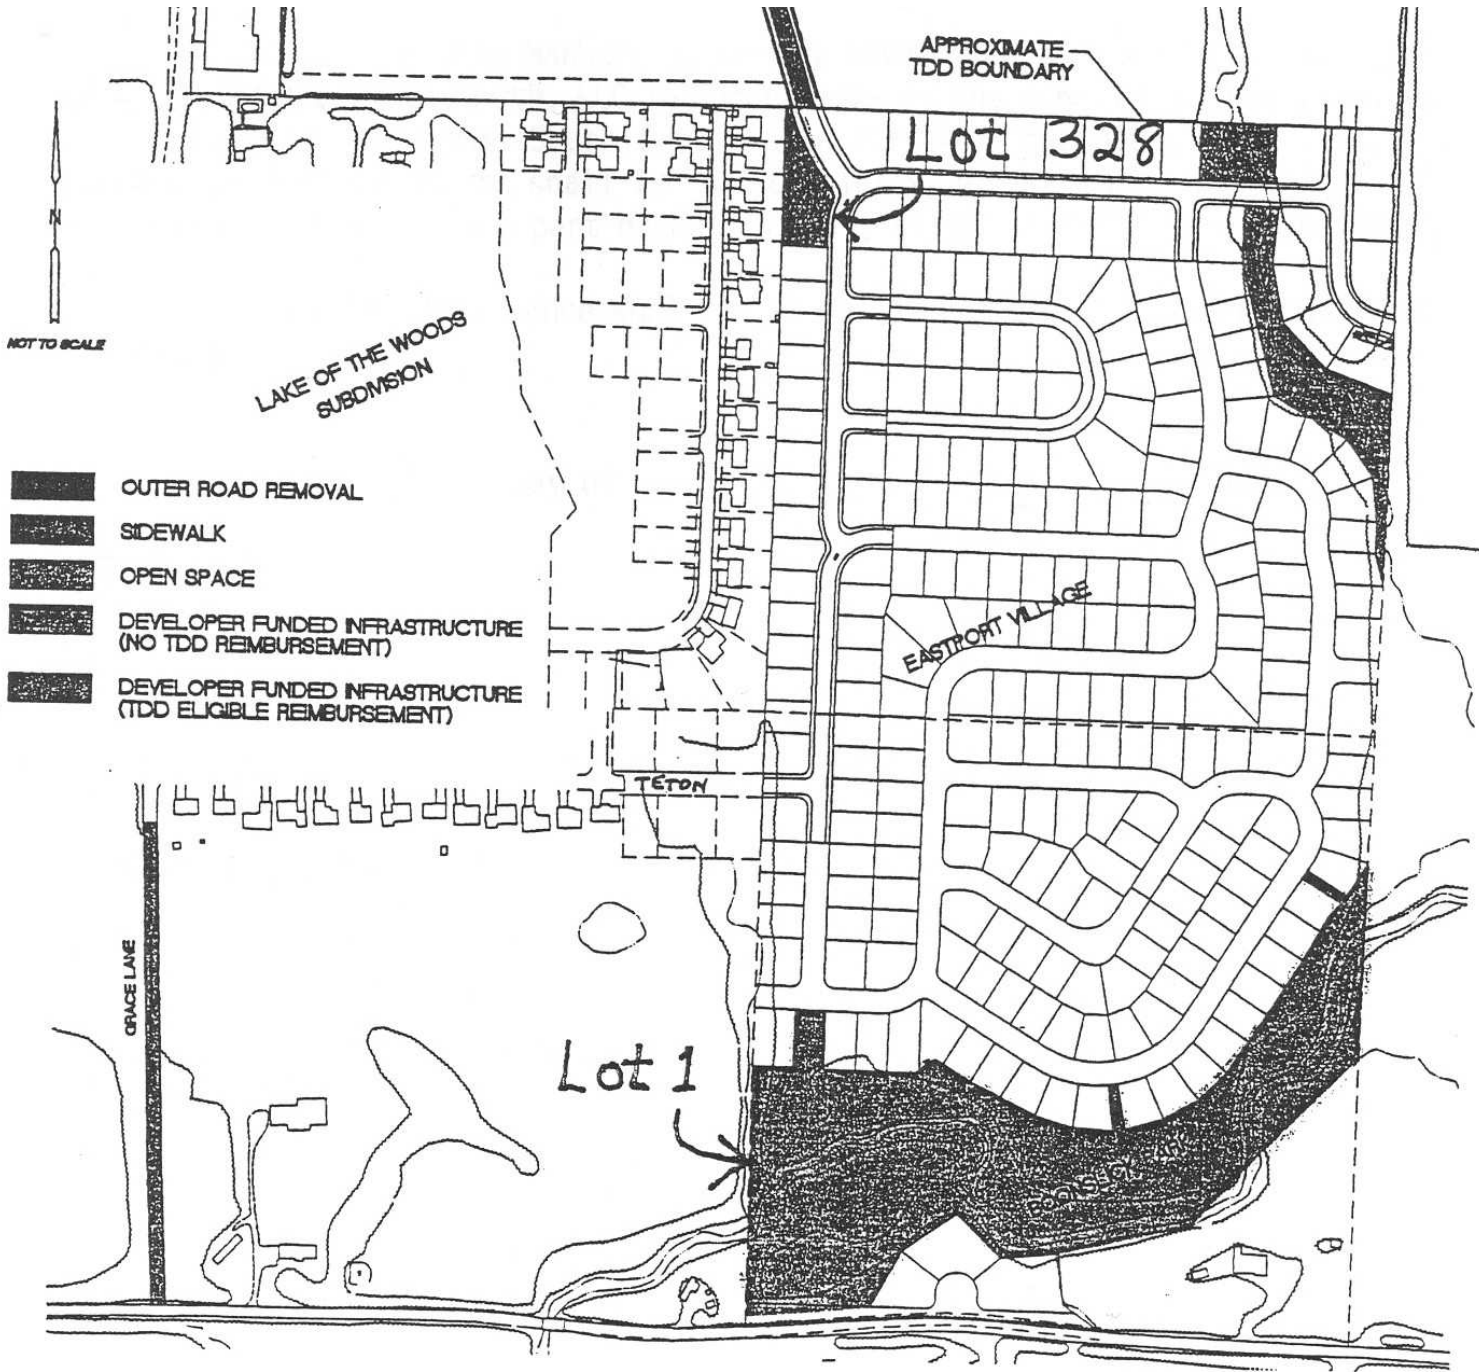 APPROXIMATE
TDD BOUNDARY
Lot 328
N
NOT TO SCALE
LAKE OF THE WOODS
SUBDIVISION
OUTER ROAD REMOVAL
SIDEWALK
OPEN SPACE
DEVELOPER FUNDED INFRASTRUCTURE
(NO TDD REIMBURSEMENT)
DEVELOPER FUNDED INFRASTRUCTURE
(TDD ELIGIBLE REIMBURSEMENT)
EASTPORT VILLAGE
TETON
GRACE LANE
Lot 1